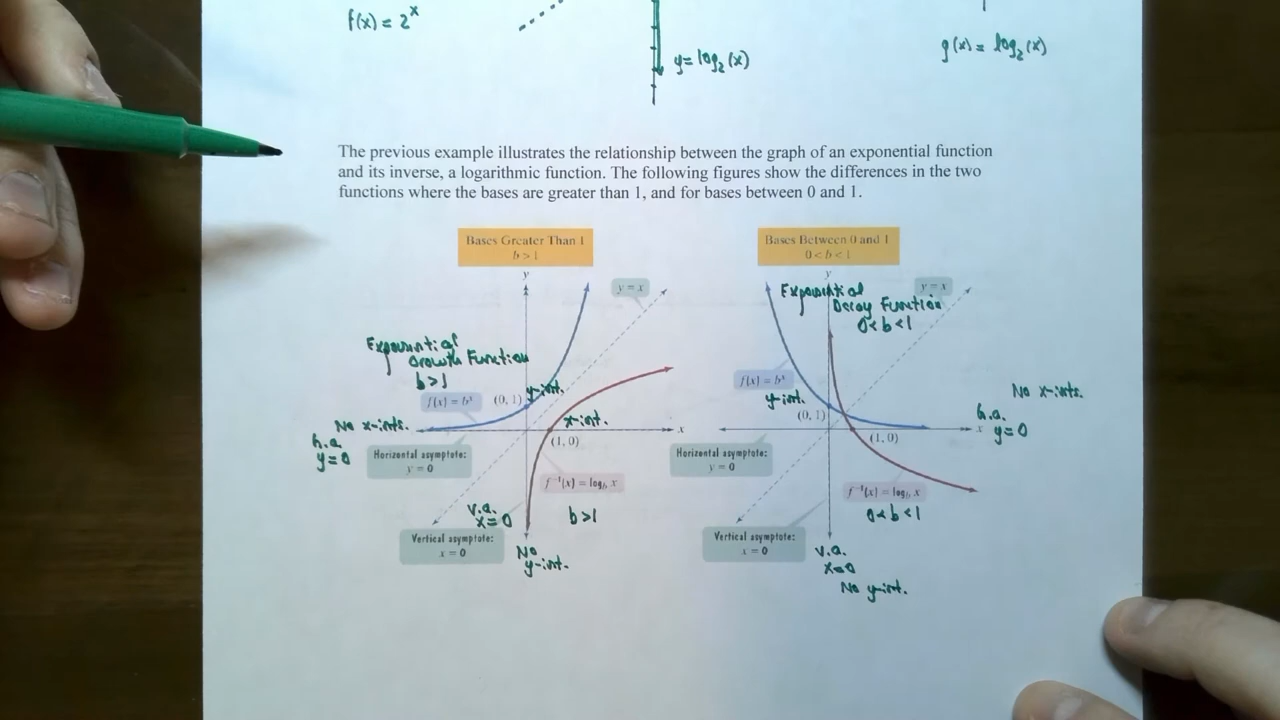 f(x) = 2^x
y = log₂(x)
g(x) = log₂(x)
The previous example illustrates the relationship between the graph of an exponential function
and its inverse, a logarithmic function. The following figures show the differences in the two
functions where the bases are greater than 1, and for bases between 0 and 1.
Bases Greater Than 1
b > 1
y
y = x
Exponential
Growth Function
b>1
f(x) = b^x
(0, 1)
y-int.
No x-ints.
x-int.
x
h.a.
y=0
(1, 0)
Horizontal asymptote:
y = 0
f⁻¹(x) = log_b x
v.a.
x=0
b>1
Vertical asymptote:
x = 0
No
y-int.
Bases Between 0 and 1
0 < b < 1
y
y = x
Exponential
Decay Function
0<b<1
f(x) = b^x
y-int.
(0, 1)
No x-ints.
h.a.
y=0
x
(1, 0)
Horizontal asymptote:
y = 0
f⁻¹(x) = log_b x
0<b<1
Vertical asymptote:
x = 0
v.a.
x=0
No y-int.